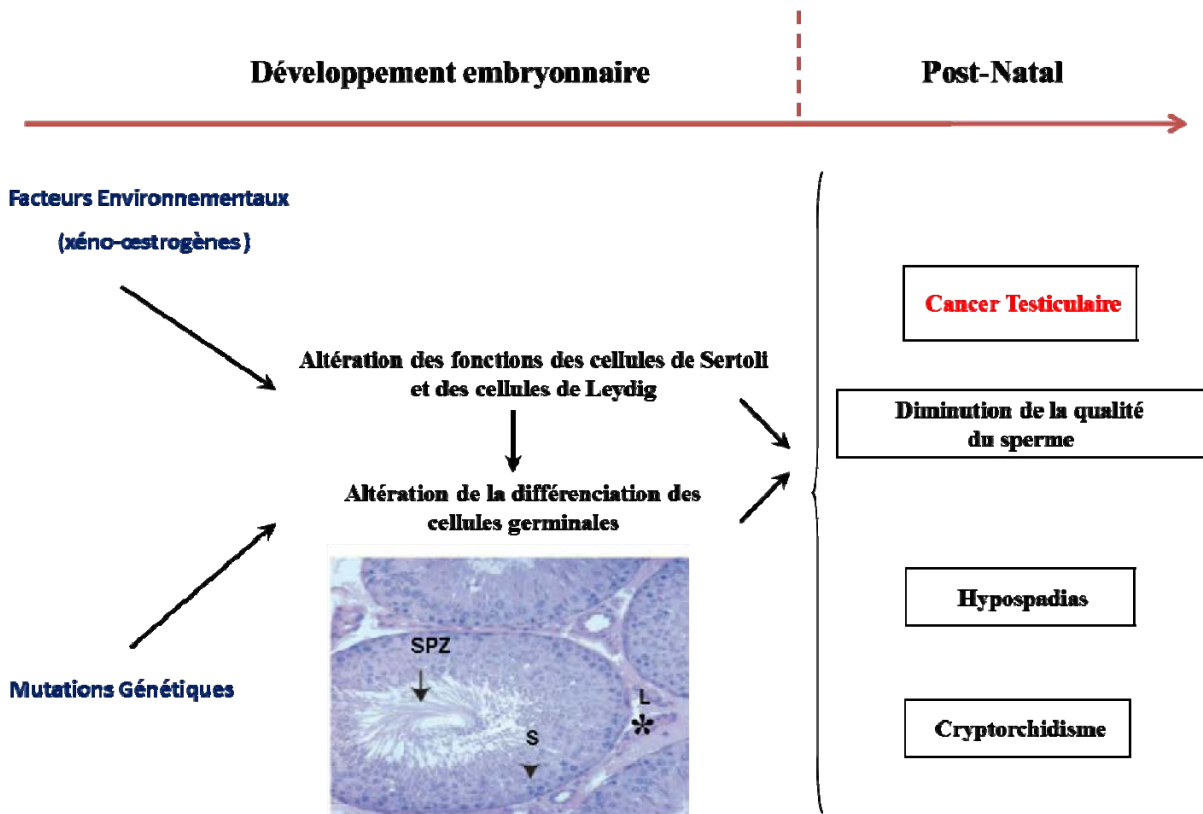 Développement embryonnaire
Post-Natal
Facteurs Environnementaux
(xéno-œstrogènes)
Altération des fonctions des cellules de Sertoli
et des cellules de Leydig
Altération de la différenciation des
cellules germinales
SPZ
L
*
S
Mutations Génétiques
Cancer Testiculaire
Diminution de la qualité
du sperme
Hypospadias
Cryptorchidisme